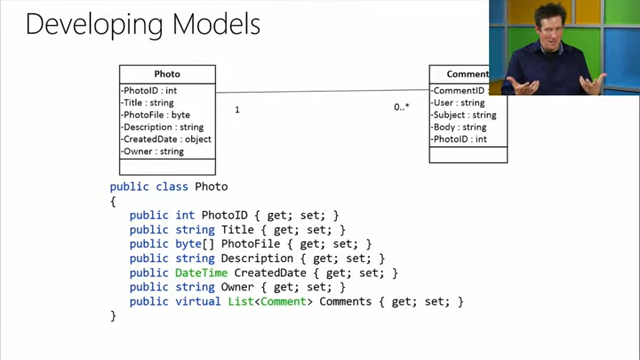 Developing Models
Photo
-PhotoID : int
-Title : string
-PhotoFile : byte
-Description : string
-CreatedDate : object
-Owner : string
1
0..*
Comment
-CommentID :
-User : string
-Subject : string
-Body : string
-PhotoID : int
public class Photo
{
public int PhotoID { get; set; }
public string Title { get; set; }
public byte[] PhotoFile { get; set; }
public string Description { get; set; }
public DateTime CreatedDate { get; set; }
public string Owner { get; set; }
public virtual List<Comment> Comments { get; set; }
}